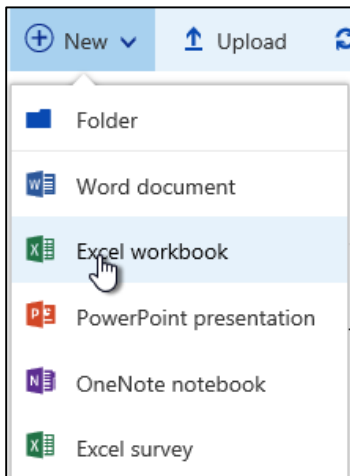 New Upload
Folder
Word document
Excel workbook
PowerPoint presentation
OneNote notebook
Excel survey